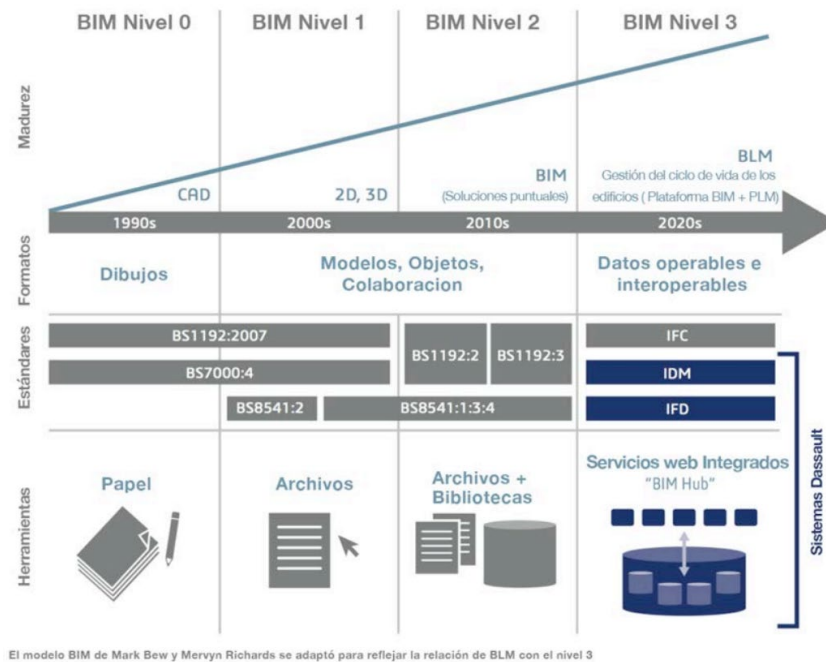 BIM Nivel 0
BIM Nivel 1
BIM Nivel 2
BIM Nivel 3
Madurez
CAD
2D, 3D
BIM
(Soluciones puntuales)
BLM
Gestión del ciclo de vida de los
edificios ( Plataforma BIM + PLM)
1990s
2000s
2010s
2020s
Formatos
Dibujos
Modelos, Objetos,
Colaboracion
Datos operables e
interoperables
Estándares
BS1192:2007
BS7000:4
BS8541:2
BS8541:1:3:4
BS1192:2
BS1192:3
IFC
IDM
IFD
Herramientas
Papel
Archivos
Archivos +
Bibliotecas
Servicios web Integrados
"BIM Hub"
Sistemas Dassault
El modelo BIM de Mark Bew y Mervyn Richards se adaptó para reflejar la relación de BLM con el nivel 3